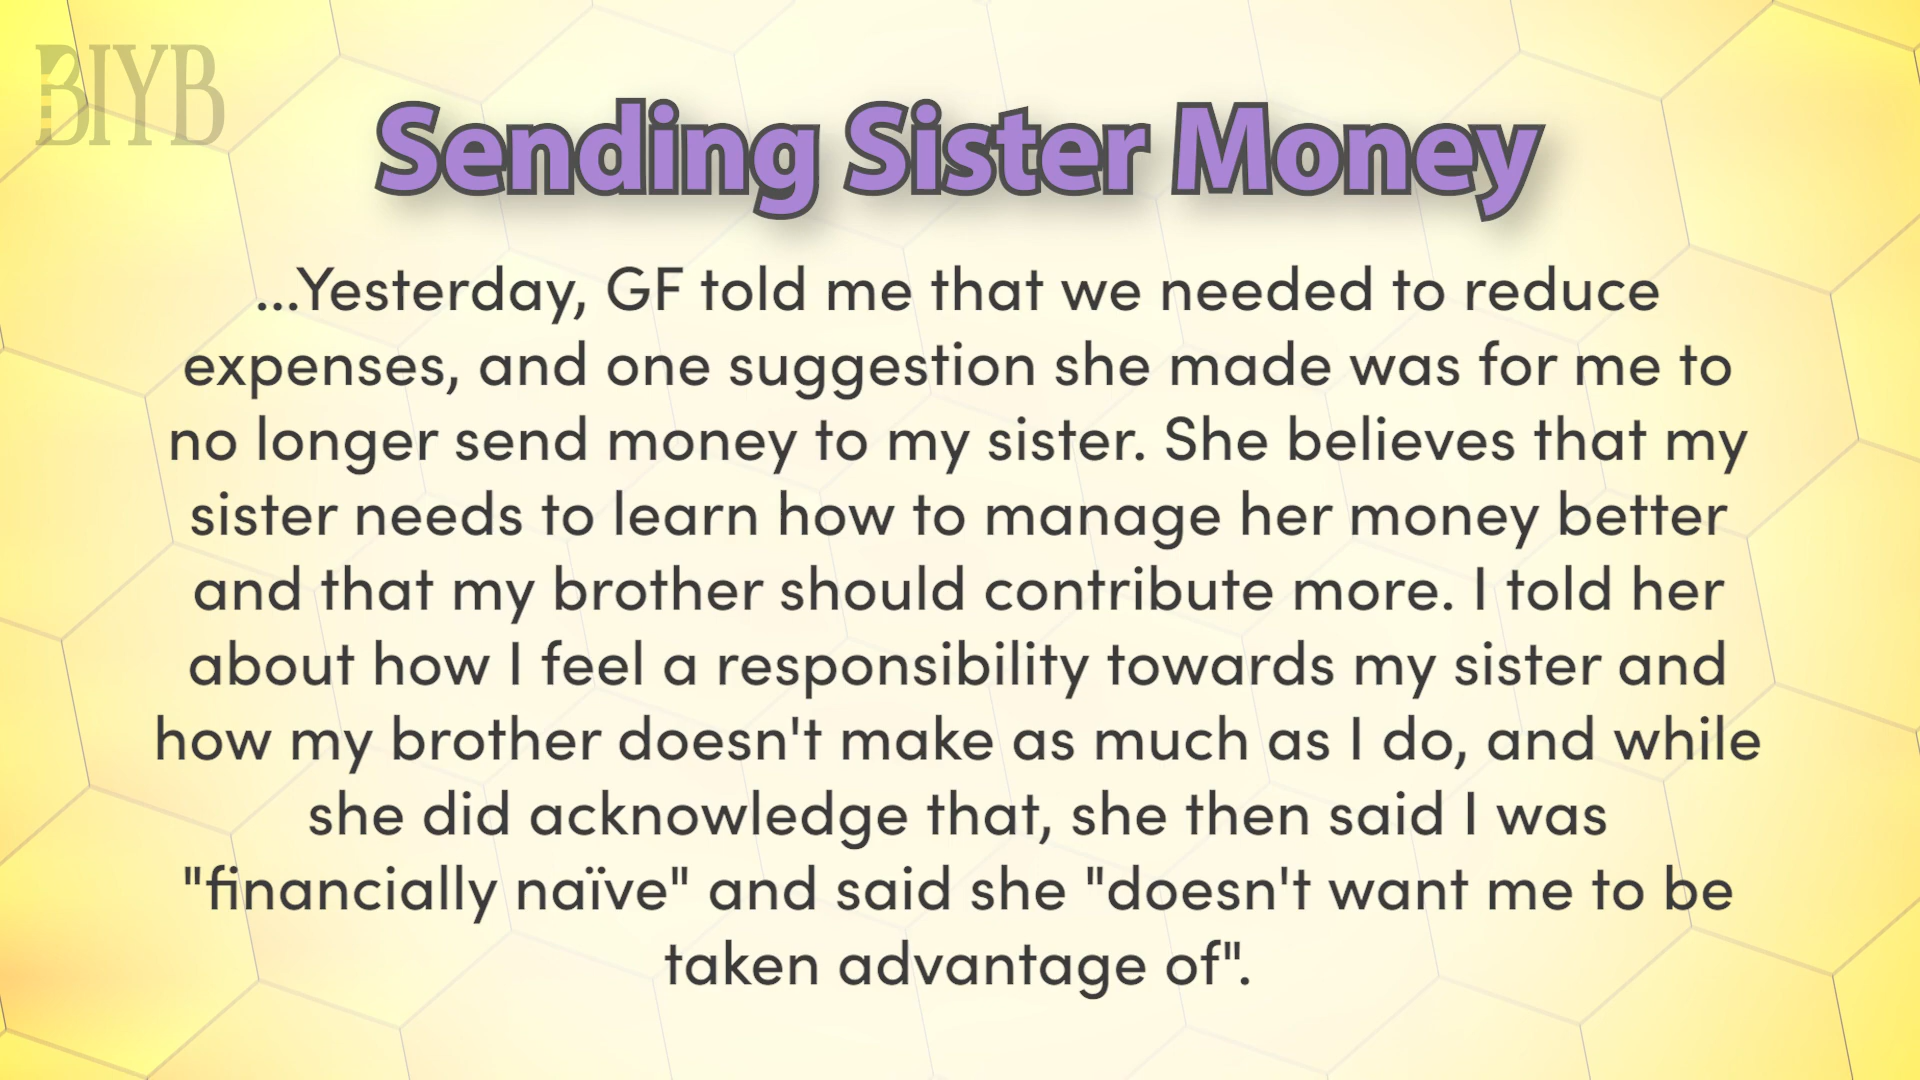 BIYB
Sending Sister Money
...Yesterday, GF told me that we needed to reduce
expenses, and one suggestion she made was for me to
no longer send money to my sister. She believes that my
sister needs to learn how to manage her money better
and that my brother should contribute more. I told her
about how I feel a responsibility towards my sister and
how my brother doesn't make as much as I do, and while
she did acknowledge that, she then said I was
"financially naïve" and said she "doesn't want me to be
taken advantage of".